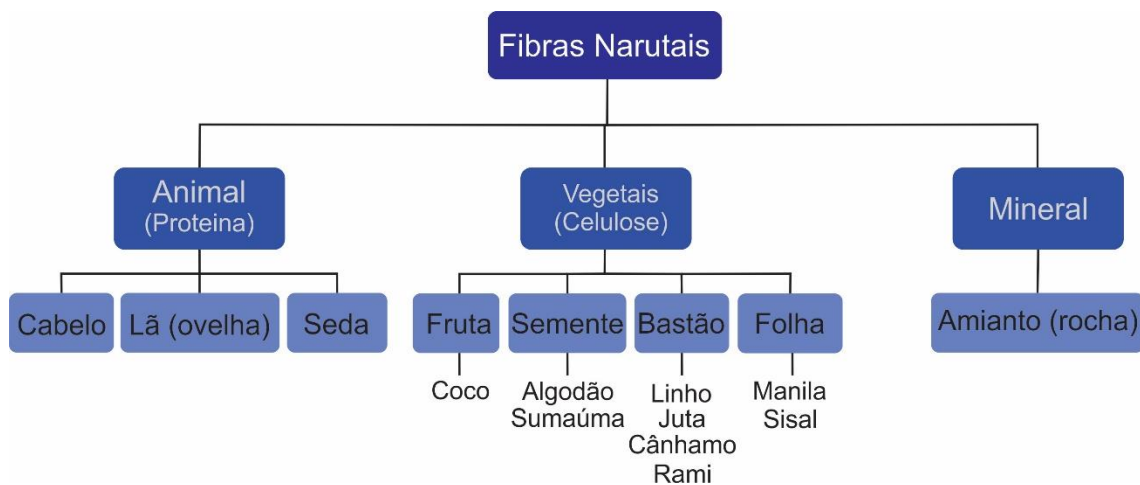 Fibras Narutais
Animal
(Proteina)
Vegetais
(Celulose)
Mineral
Cabelo
Lã (ovelha)
Seda
Fruta
Semente
Bastão
Folha
Amianto (rocha)
Coco
Algodão
Sumaúma
Linho
Juta
Cânhamo
Rami
Manila
Sisal